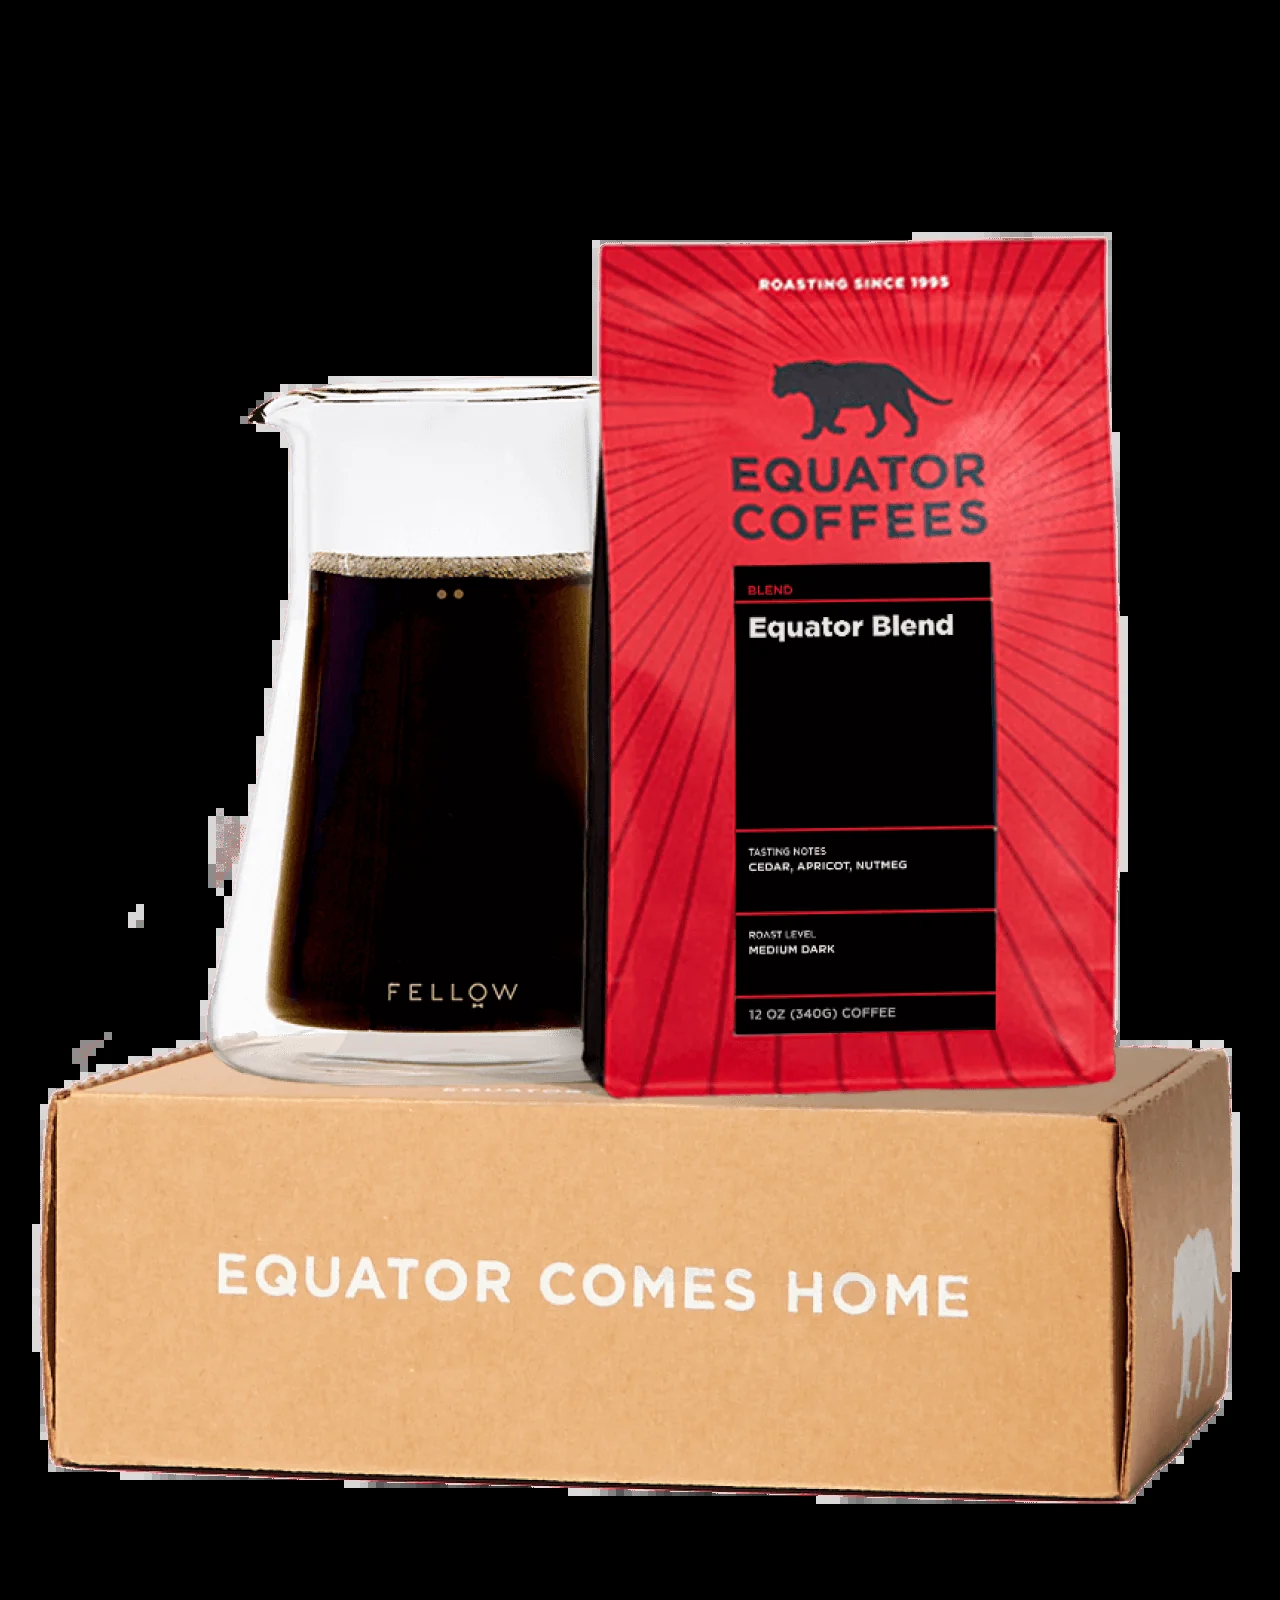 ROASTING SINCE 1995
EQUATOR
COFFEES
BLEND
Equator Blend
TASTING NOTES
CEDAR, APRICOT, NUTMEG
ROAST LEVEL
MEDIUM DARK
12 OZ (340G) COFFEE
FELLOW
EQUATOR
EQUATOR COMES HOME